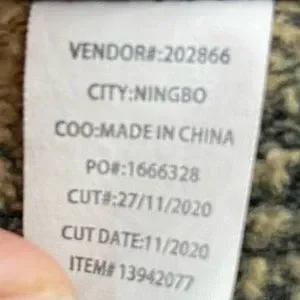 VENDOR#:202866
CITY:NINGBO
COO:MADE IN CHINA
PO#:1666328
CUT#:27/11/2020
CUT DATE:11/2020
ITEM# 13942077